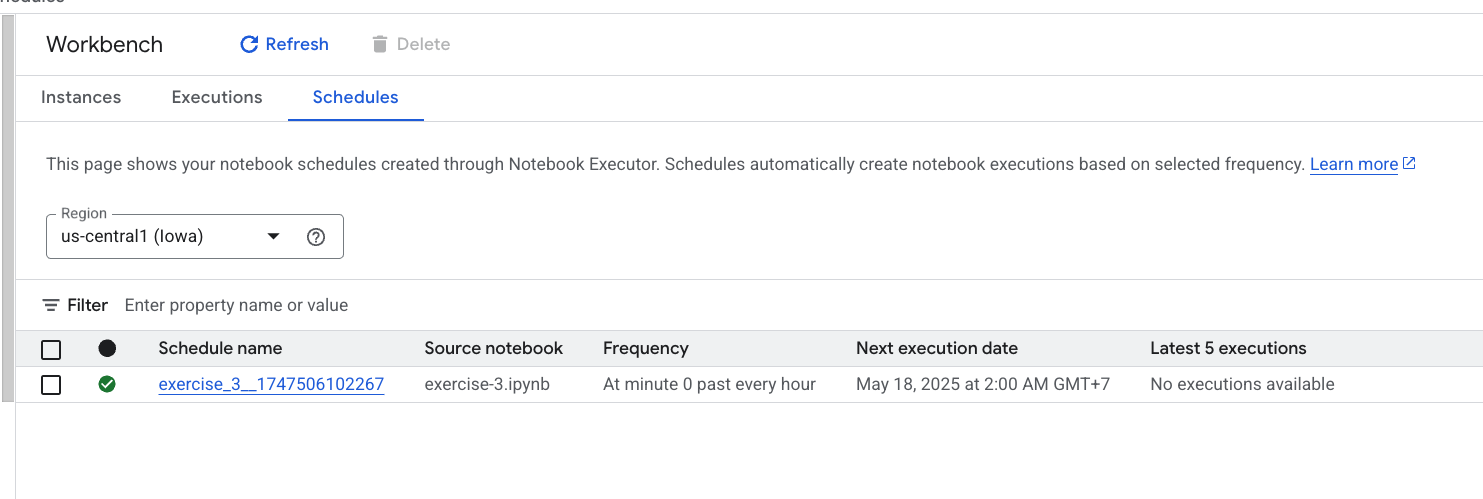 Workbench Refresh Delete
Instances Executions Schedules
This page shows your notebook schedules created through Notebook Executor. Schedules automatically create notebook executions based on selected frequency. Learn more
Region
us-central1 (Iowa)
Filter Enter property name or value
Schedule name Source notebook Frequency Next execution date Latest 5 executions
exercise_3__1747506102267 exercise-3.ipynb At minute 0 past every hour May 18, 2025 at 2:00 AM GMT+7 No executions available